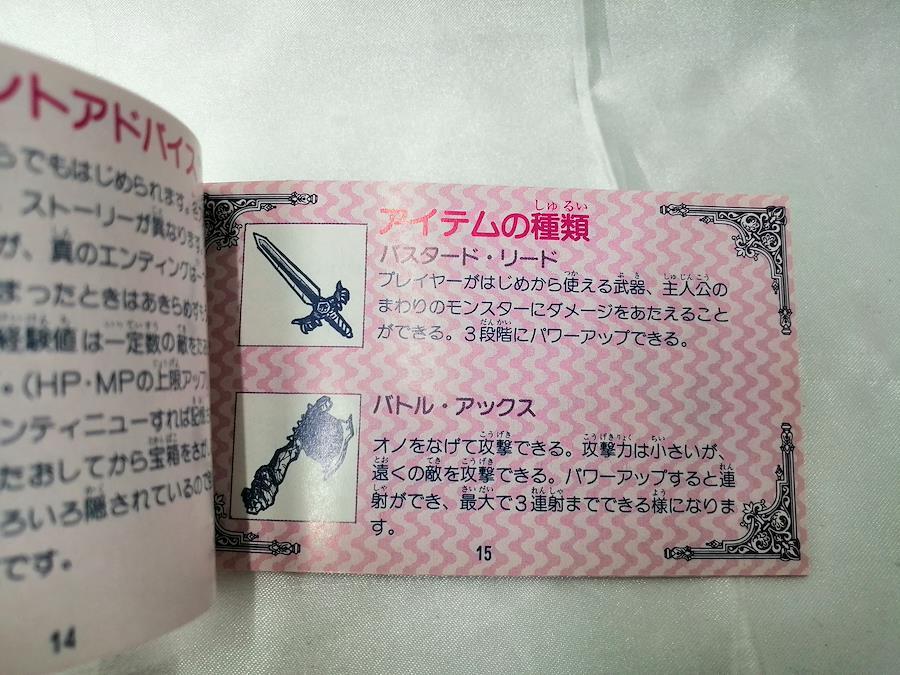 ントアドバイス
らでもはじめられます。
ストーリーが異なります
が、真のエンディングは
まったときはあきらめず
経験値は一定数の敵をたお
(HP・MPの上限アップ)
ンティニューすれば
たおしてから宝箱をさが
ろいろ隠されているので
です。
14
アイテムの種類
バスタード・リード
プレイヤーがはじめから使える武器、主人公の
まわりのモンスターにダメージをあたえること
ができる。3段階にパワーアップできる。
バトル・アックス
オノをなげて攻撃できる。攻撃力は小さいが、
遠くの敵を攻撃できる。パワーアップすると連
射ができ、最大で3連射までできる様になりま
す。
15